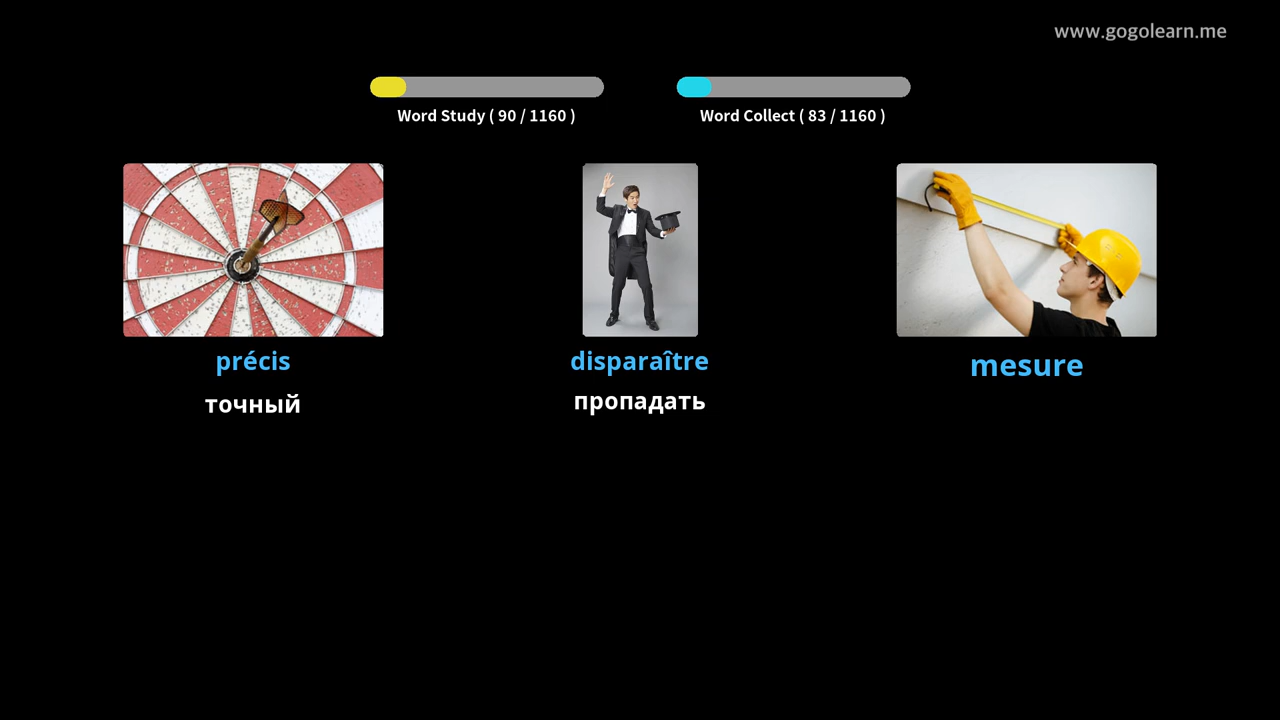 www.gogolearn.me
Word Study ( 90 / 1160 )
Word Collect ( 83 / 1160 )
précis
disparaître
mesure
точный
пропадать